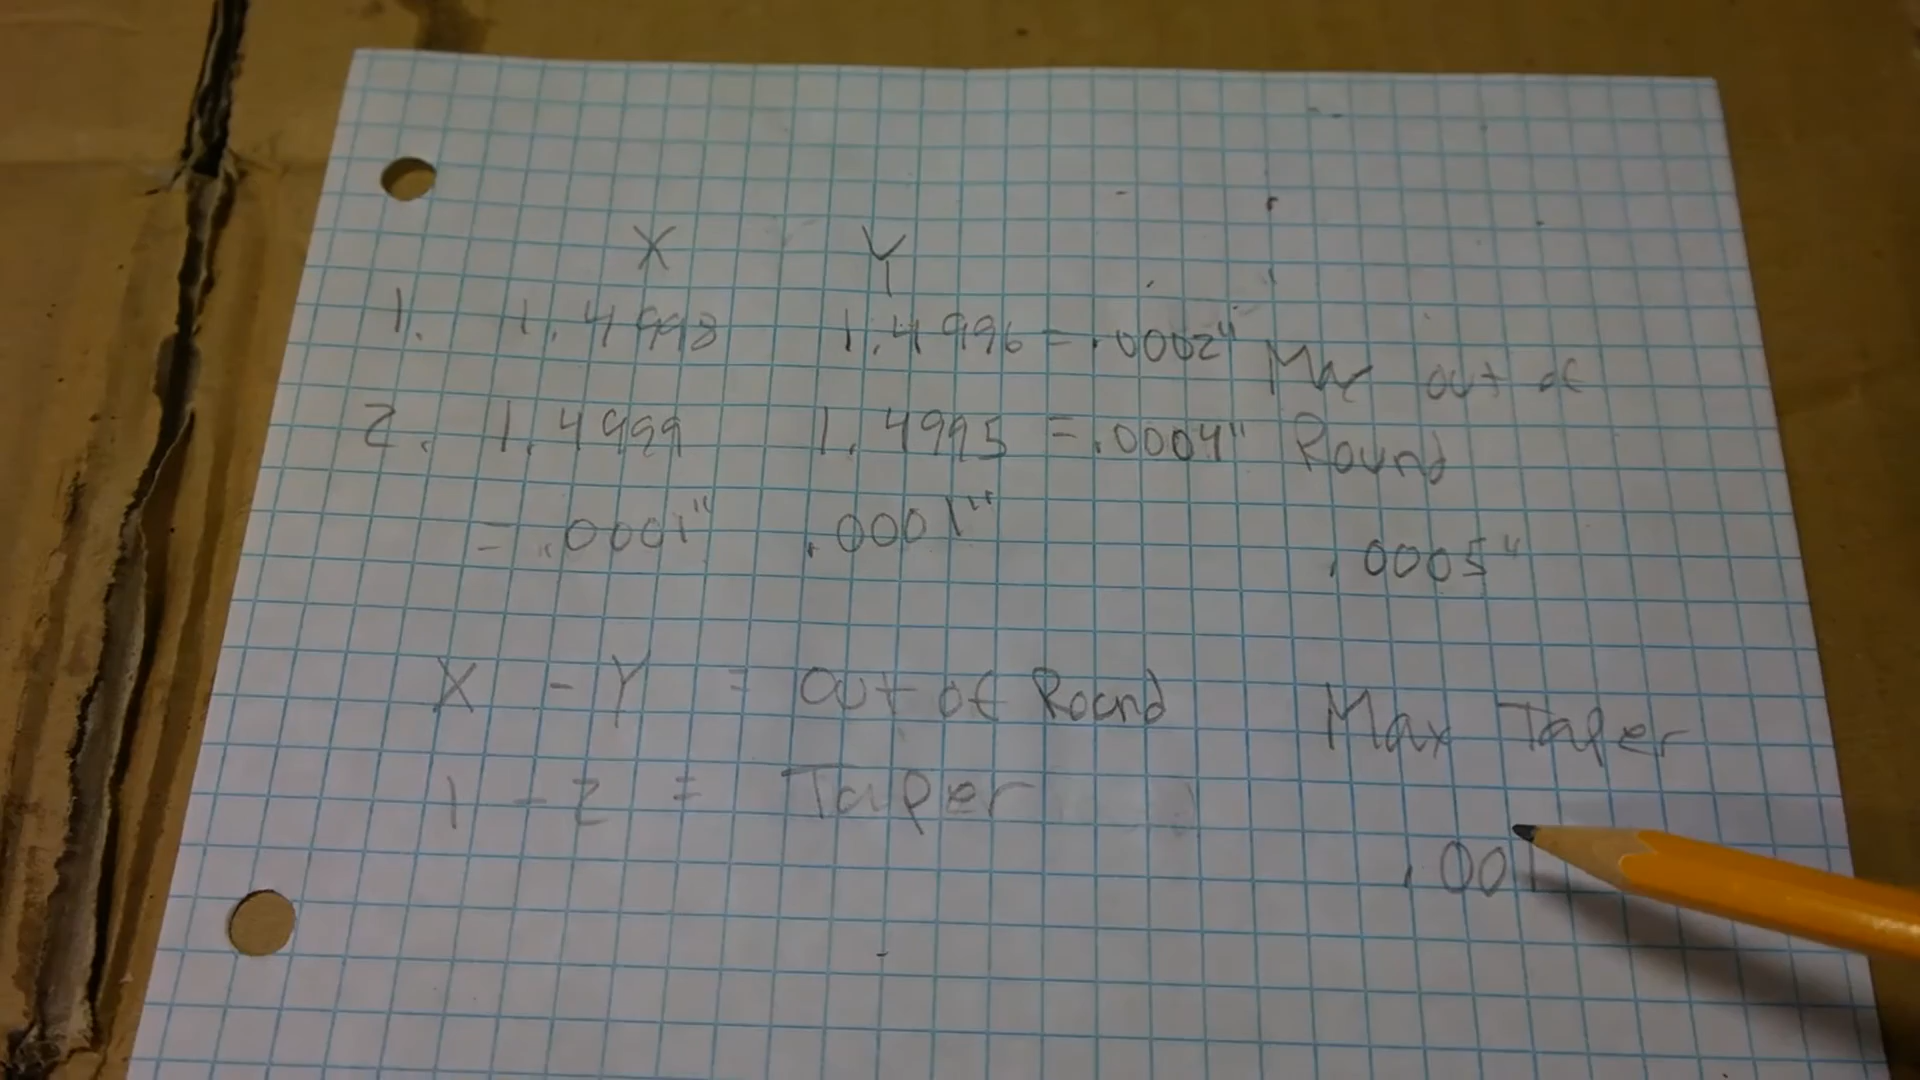 X Y
1. 1.4998 1.4996 = .0002" Max out of
2. 1.4999 1.4995 = .0004" Round
= .0001" .0001" .0005"
X - Y = Out of Round Max Taper
1 - 2 = Taper
.001